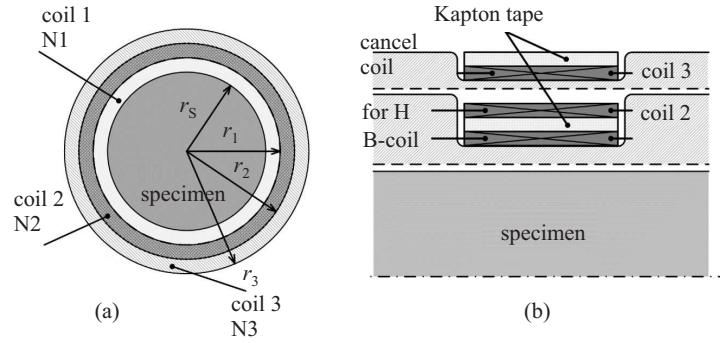 coil 1
N1
r_S
r_1
r_2
specimen
coil 2
N2
r_3
coil 3
N3
(a)
Kapton tape
cancel
coil
coil 3
for H
coil 2
B-coil
specimen
(b)